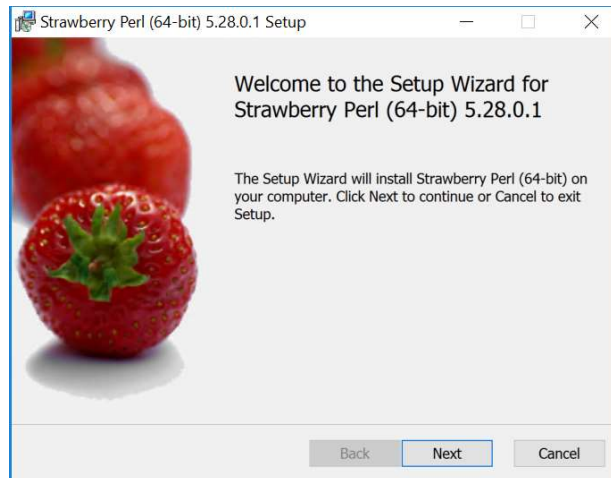 Strawberry Perl (64-bit) 5.28.0.1 Setup
Welcome to the Setup Wizard for
Strawberry Perl (64-bit) 5.28.0.1
The Setup Wizard will install Strawberry Perl (64-bit) on
your computer. Click Next to continue or Cancel to exit
Setup.
Back Next Cancel